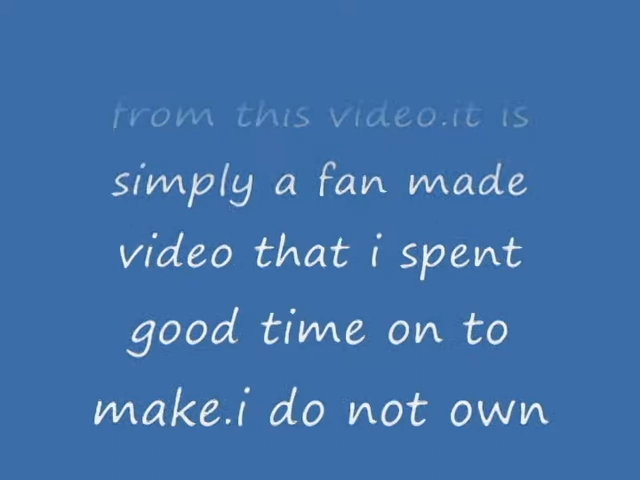 from this video.it is
simply a fan made
video that i spent
good time on to
make.i do not own